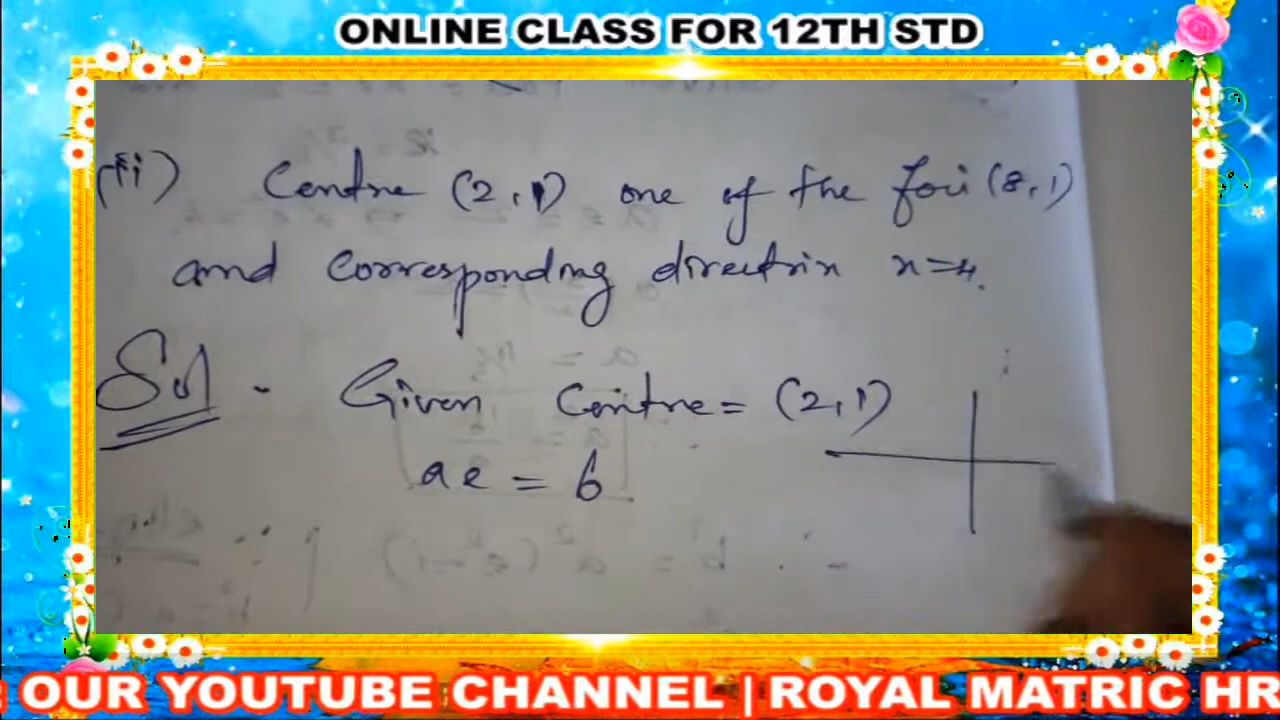 ONLINE CLASS FOR 12TH STD
(ii) Centre (2,1) one of the foci (8,1)
and corresponding directrix x=4.
Sol. Given Centre = (2,1)
ae = 6
OUR YOUTUBE CHANNEL | ROYAL MATRIC HR